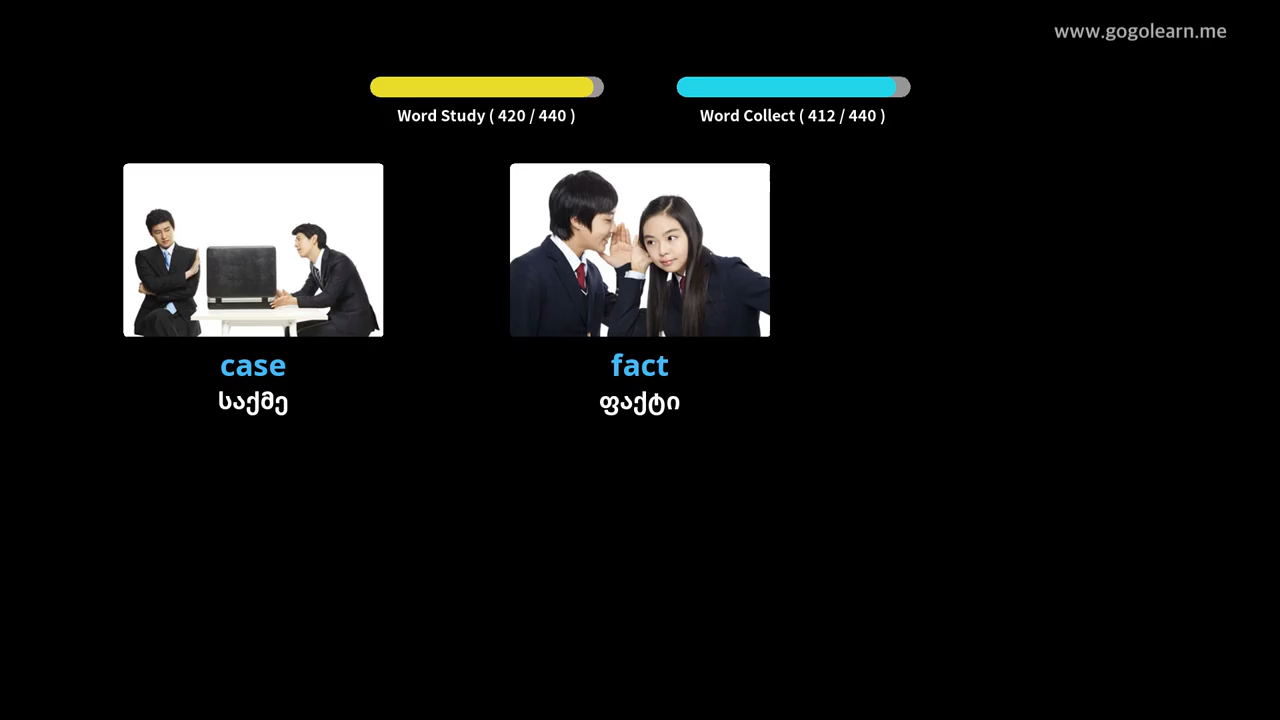 www.gogolearn.me
Word Study ( 420 / 440 )
Word Collect ( 412 / 440 )
case
საქმე
fact
ფაქტი